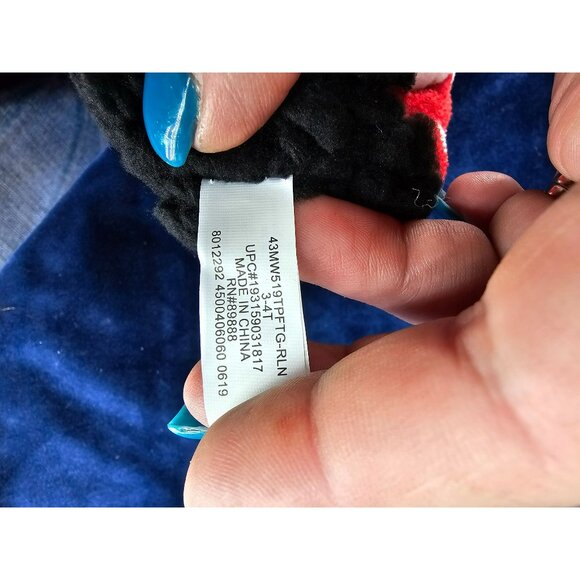 43MW519TPFTG-RLN
3-4T
UPC#193159031817
MADE IN CHINA
RN#89888
8012292 4500406060 0619